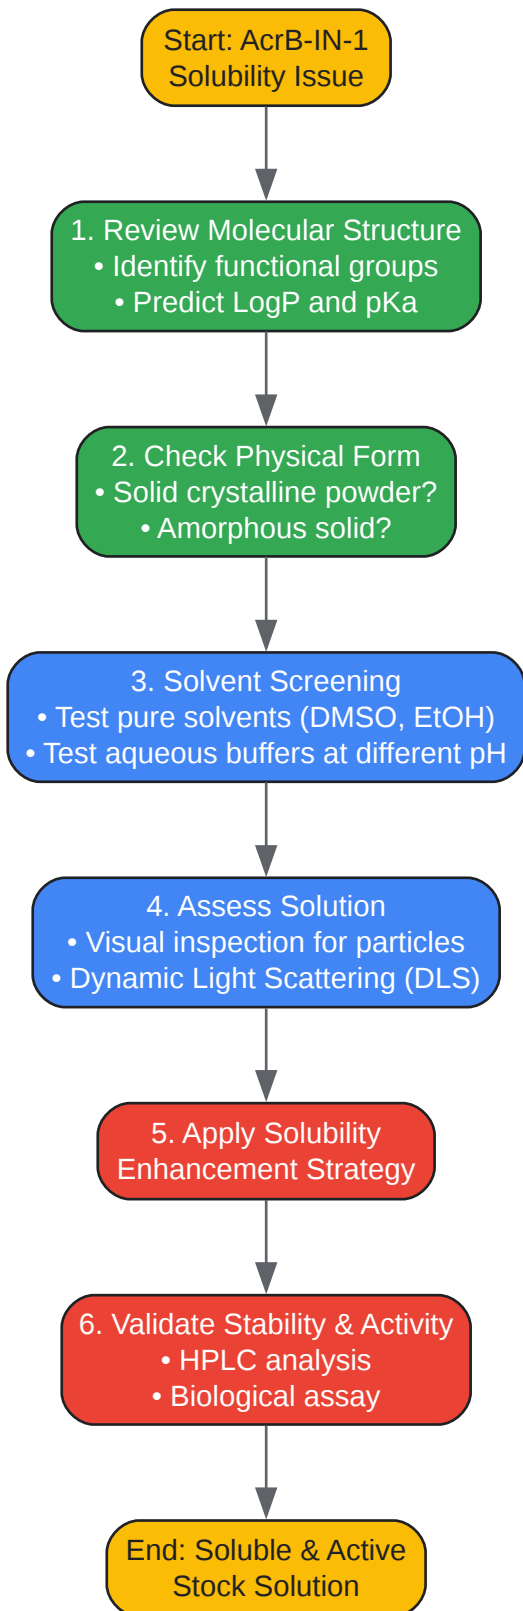 Start: AcrB-IN-1
Solubility Issue
1. Review Molecular Structure
• Identify functional groups
• Predict LogP and pKa
2. Check Physical Form
• Solid crystalline powder?
• Amorphous solid?
3. Solvent Screening
• Test pure solvents (DMSO, EtOH)
• Test aqueous buffers at different pH
4. Assess Solution
• Visual inspection for particles
• Dynamic Light Scattering (DLS)
5. Apply Solubility
Enhancement Strategy
6. Validate Stability & Activity
• HPLC analysis
• Biological assay
End: Soluble & Active
Stock Solution